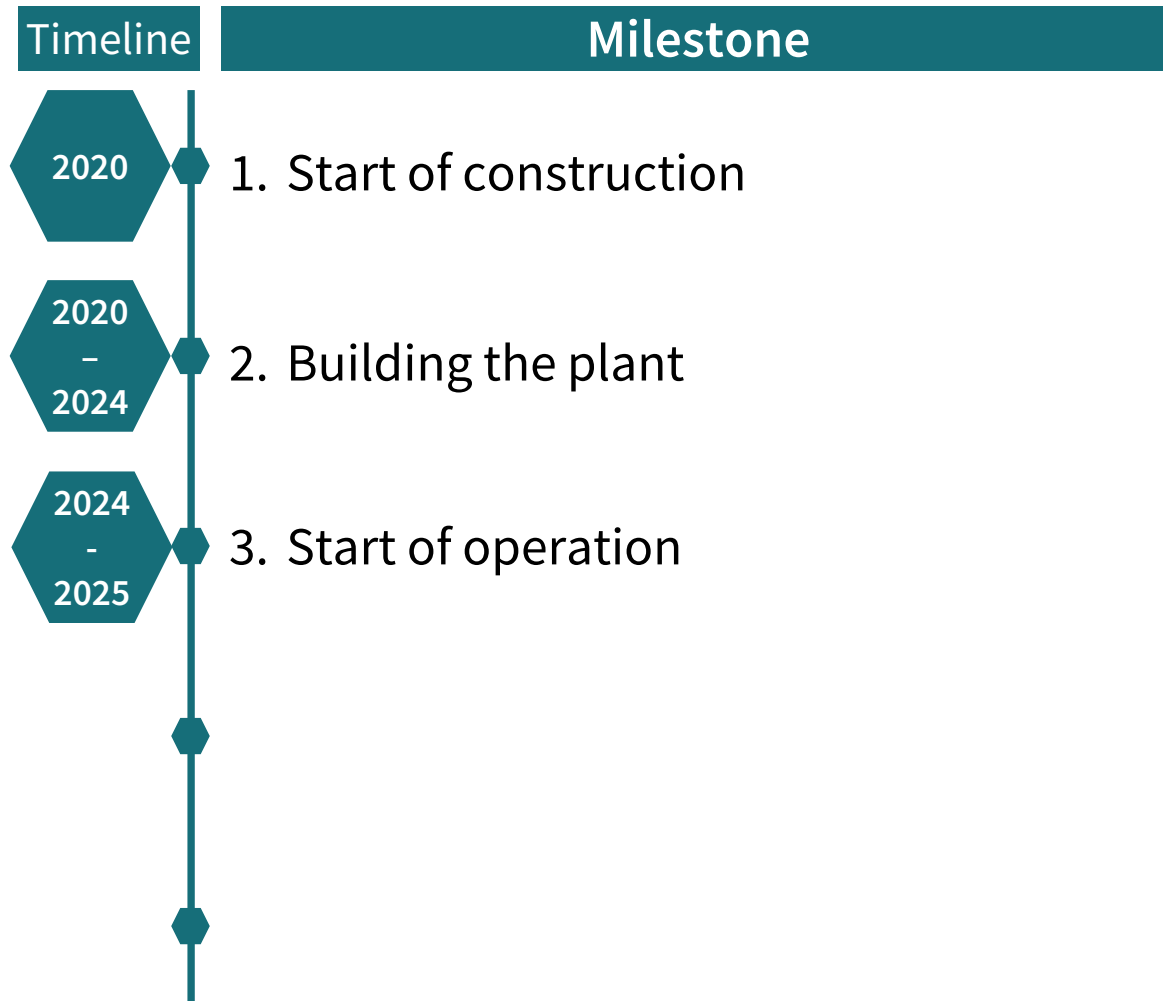 Timeline
Milestone
2020
1. Start of construction
2020
–
2024
2. Building the plant
2024
-
2025
3. Start of operation